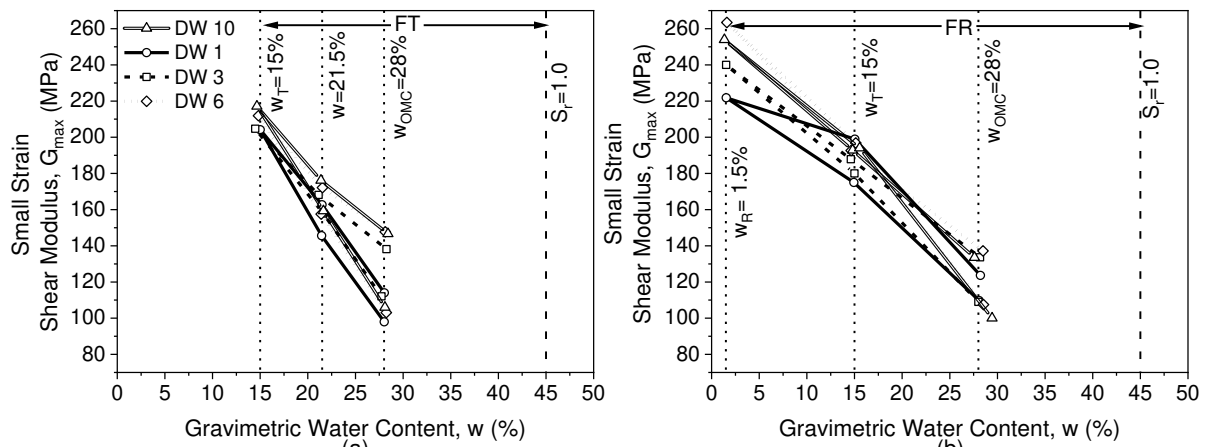 FT
DW 10
DW 1
DW 3
DW 6
w_T=15%
w=21.5%
w_OMC=28%
S_r=1.0
260
240
220
200
180
160
140
120
100
80
0 5 10 15 20 25 30 35 40 45 50
Small Strain
Shear Modulus, G_max (MPa)
Gravimetric Water Content, w (%)
(a)
FR
w_R= 1.5%
w_T=15%
w_OMC=28%
S_r=1.0
260
240
220
200
180
160
140
120
100
80
0 5 10 15 20 25 30 35 40 45 50
Small Strain
Shear Modulus, G_max (MPa)
Gravimetric Water Content, w (%)
(b)